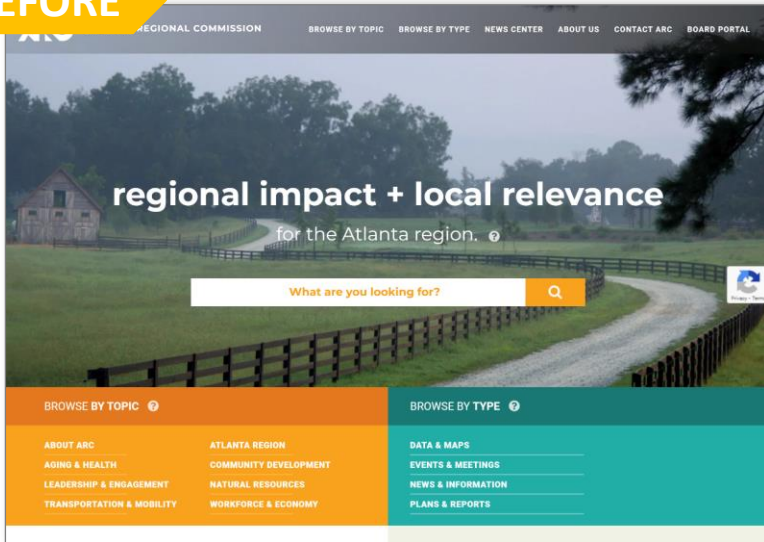 REGIONAL COMMISSION
BROWSE BY TOPIC BROWSE BY TYPE NEWS CENTER ABOUT US CONTACT ARC BOARD PORTAL
regional impact + local relevance
for the Atlanta region. ?
What are you looking for?
BROWSE BY TOPIC ?
ABOUT ARC
AGING & HEALTH
LEADERSHIP & ENGAGEMENT
TRANSPORTATION & MOBILITY
ATLANTA REGION
COMMUNITY DEVELOPMENT
NATURAL RESOURCES
WORKFORCE & ECONOMY
BROWSE BY TYPE ?
DATA & MAPS
EVENTS & MEETINGS
NEWS & INFORMATION
PLANS & REPORTS